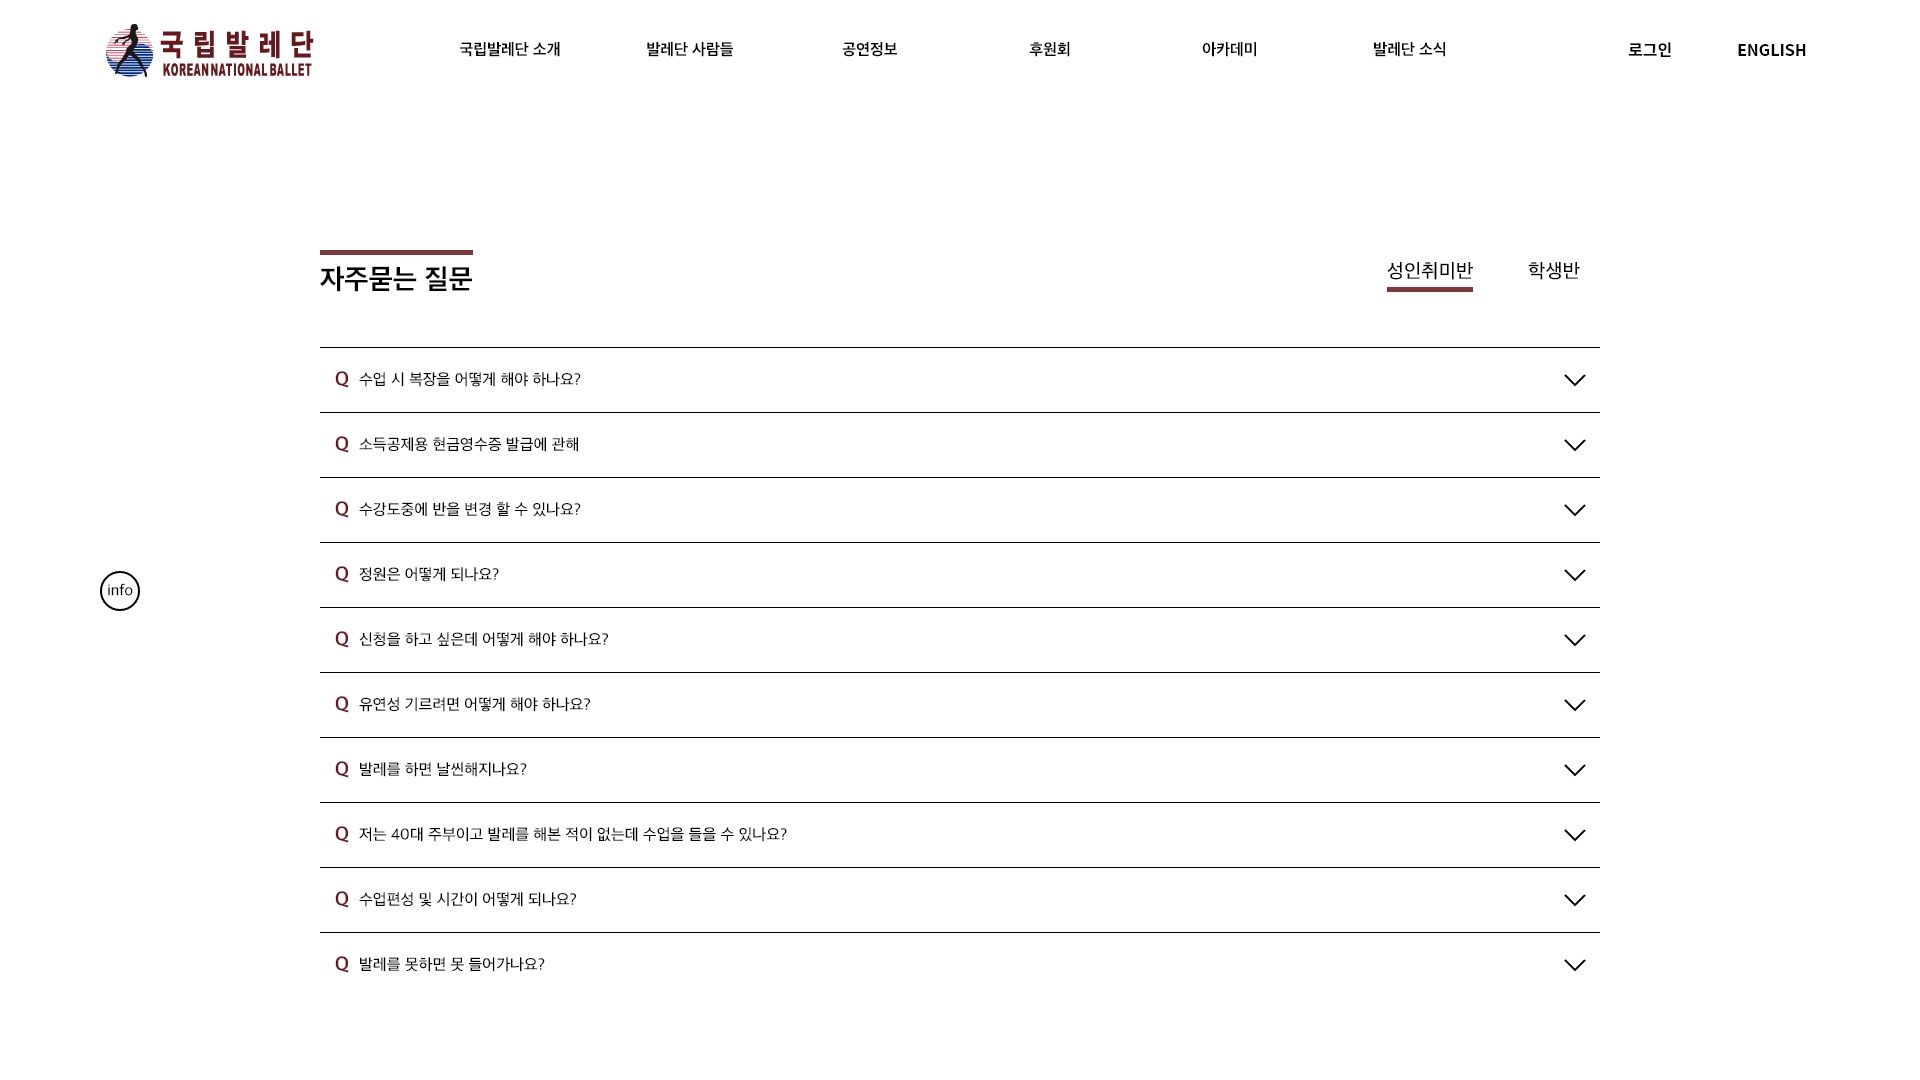 국립발레단
KOREAN NATIONAL BALLET
국립발레단 소개
발레단 사람들
공연정보
후원회
아카데미
발레단 소식
로그인
ENGLISH
자주묻는 질문
성인취미반
학생반
Q 수업 시 복장을 어떻게 해야 하나요?
Q 소득공제용 현금영수증 발급에 관해
Q 수강도중에 반을 변경 할 수 있나요?
Q 정원은 어떻게 되나요?
info
Q 신청을 하고 싶은데 어떻게 해야 하나요?
Q 유연성 기르려면 어떻게 해야 하나요?
Q 발레를 하면 날씬해지나요?
Q 저는 40대 주부이고 발레를 해본 적이 없는데 수업을 들을 수 있나요?
Q 수업편성 및 시간이 어떻게 되나요?
Q 발레를 못하면 못 들어가나요?